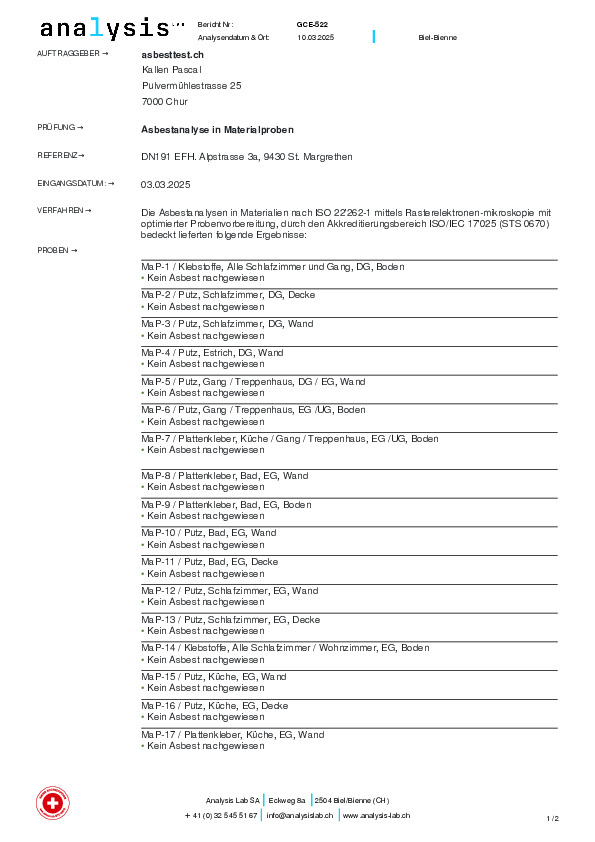 analysis
Bericht Nr: GCE-522
Analysendatum & Ort: 10.03.2025 Biel-Bienne
AUFTRAGGEBER → asbesttest.ch
Kallen Pascal
Pulvermühlestrasse 25
7000 Chur
PRÜFUNG → Asbestanalyse in Materialproben
REFERENZ→ DN191 EFH. Alpstrasse 3a, 9430 St. Margrethen
EINGANGSDATUM: → 03.03.2025
VERFAHREN → Die Asbestanalysen in Materialien nach ISO 22'262-1 mittels Rasterelektronen-mikroskopie mit
optimierter Probenvorbereitung, durch den Akkreditierungsbereich ISO/IEC 17'025 (STS 0670)
bedeckt lieferten folgende Ergebnisse:
PROBEN →
MaP-1 / Klebstoffe, Alle Schlafzimmer und Gang, DG, Boden
• Kein Asbest nachgewiesen
MaP-2 / Putz, Schlafzimmer, DG, Decke
• Kein Asbest nachgewiesen
MaP-3 / Putz, Schlafzimmer, DG, Wand
• Kein Asbest nachgewiesen
MaP-4 / Putz, Estrich, DG, Wand
• Kein Asbest nachgewiesen
MaP-5 / Putz, Gang / Treppenhaus, DG / EG, Wand
• Kein Asbest nachgewiesen
MaP-6 / Putz, Gang / Treppenhaus, EG /UG, Boden
• Kein Asbest nachgewiesen
MaP-7 / Plattenkleber, Küche / Gang / Treppenhaus, EG /UG, Boden
• Kein Asbest nachgewiesen
MaP-8 / Plattenkleber, Bad, EG, Wand
• Kein Asbest nachgewiesen
MaP-9 / Plattenkleber, Bad, EG, Boden
• Kein Asbest nachgewiesen
MaP-10 / Putz, Bad, EG, Wand
• Kein Asbest nachgewiesen
MaP-11 / Putz, Bad, EG, Decke
• Kein Asbest nachgewiesen
MaP-12 / Putz, Schlafzimmer, EG, Wand
• Kein Asbest nachgewiesen
MaP-13 / Putz, Schlafzimmer, EG, Decke
• Kein Asbest nachgewiesen
MaP-14 / Klebstoffe, Alle Schlafzimmer / Wohnzimmer, EG, Boden
• Kein Asbest nachgewiesen
MaP-15 / Putz, Küche, EG, Wand
• Kein Asbest nachgewiesen
MaP-16 / Putz, Küche, EG, Decke
• Kein Asbest nachgewiesen
MaP-17 / Plattenkleber, Küche, EG, Wand
• Kein Asbest nachgewiesen
Analysis Lab SA Eckweg 8a 2504 Biel/Bienne (CH)
+ 41 (0) 32 545 51 67 info@analysislab.ch www.analysis-lab.ch
1 / 2